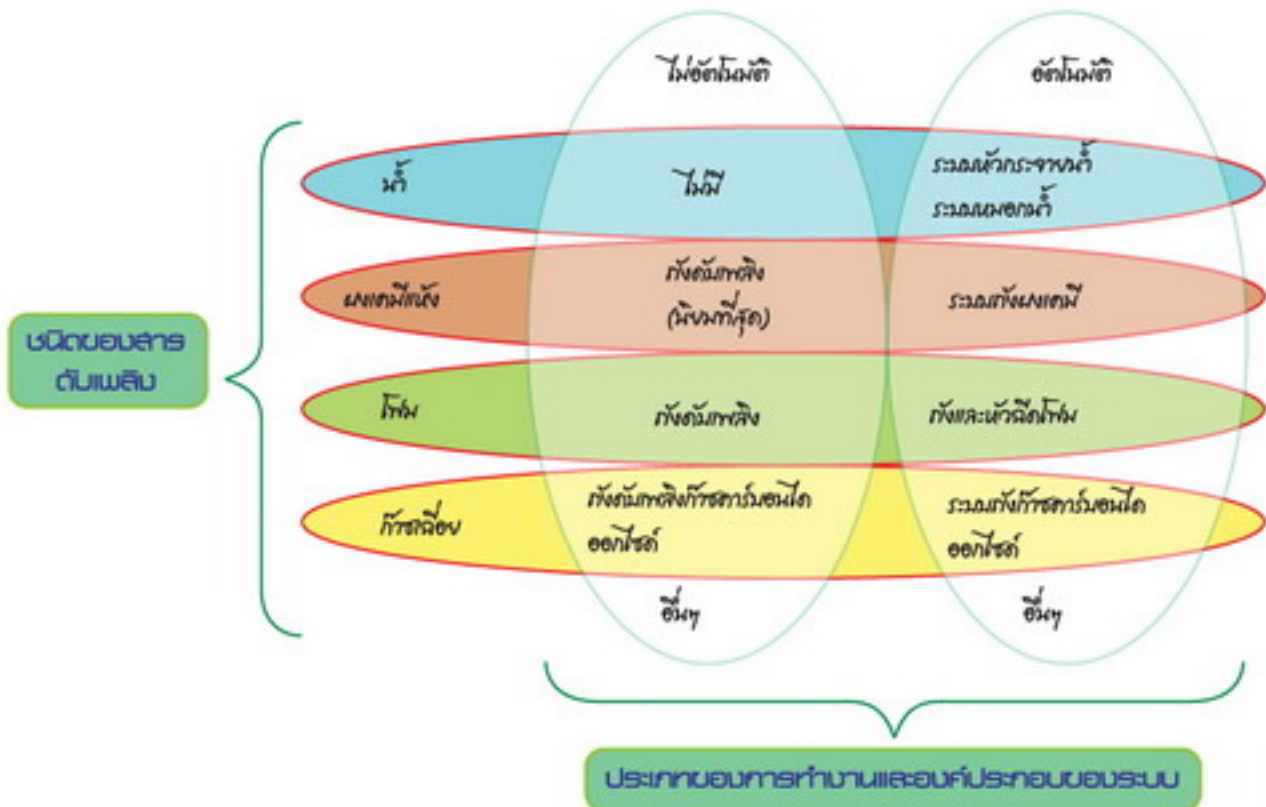 ไม่อัตโนมัติ
อัตโนมัติ
น้ำ
ไม่มี
ระบบหัวกระจายน้ำ
ระบบหมอกน้ำ
ผงเคมีแห้ง
ถังดับเพลิง
(นิยมที่สุด)
ระบบถังผงเคมี
ชนิดของสาร
ดับเพลิง
โฟม
ถังดับเพลิง
ถังและหัวฉีดโฟม
ก๊าซเฉื่อย
ถังดับเพลิงก๊าซคาร์บอนได
ออกไซด์
ระบบถังก๊าซคาร์บอนได
ออกไซด์
อื่นๆ
อื่นๆ
ประเภทของการทำงานและองค์ประกอบของระบบ